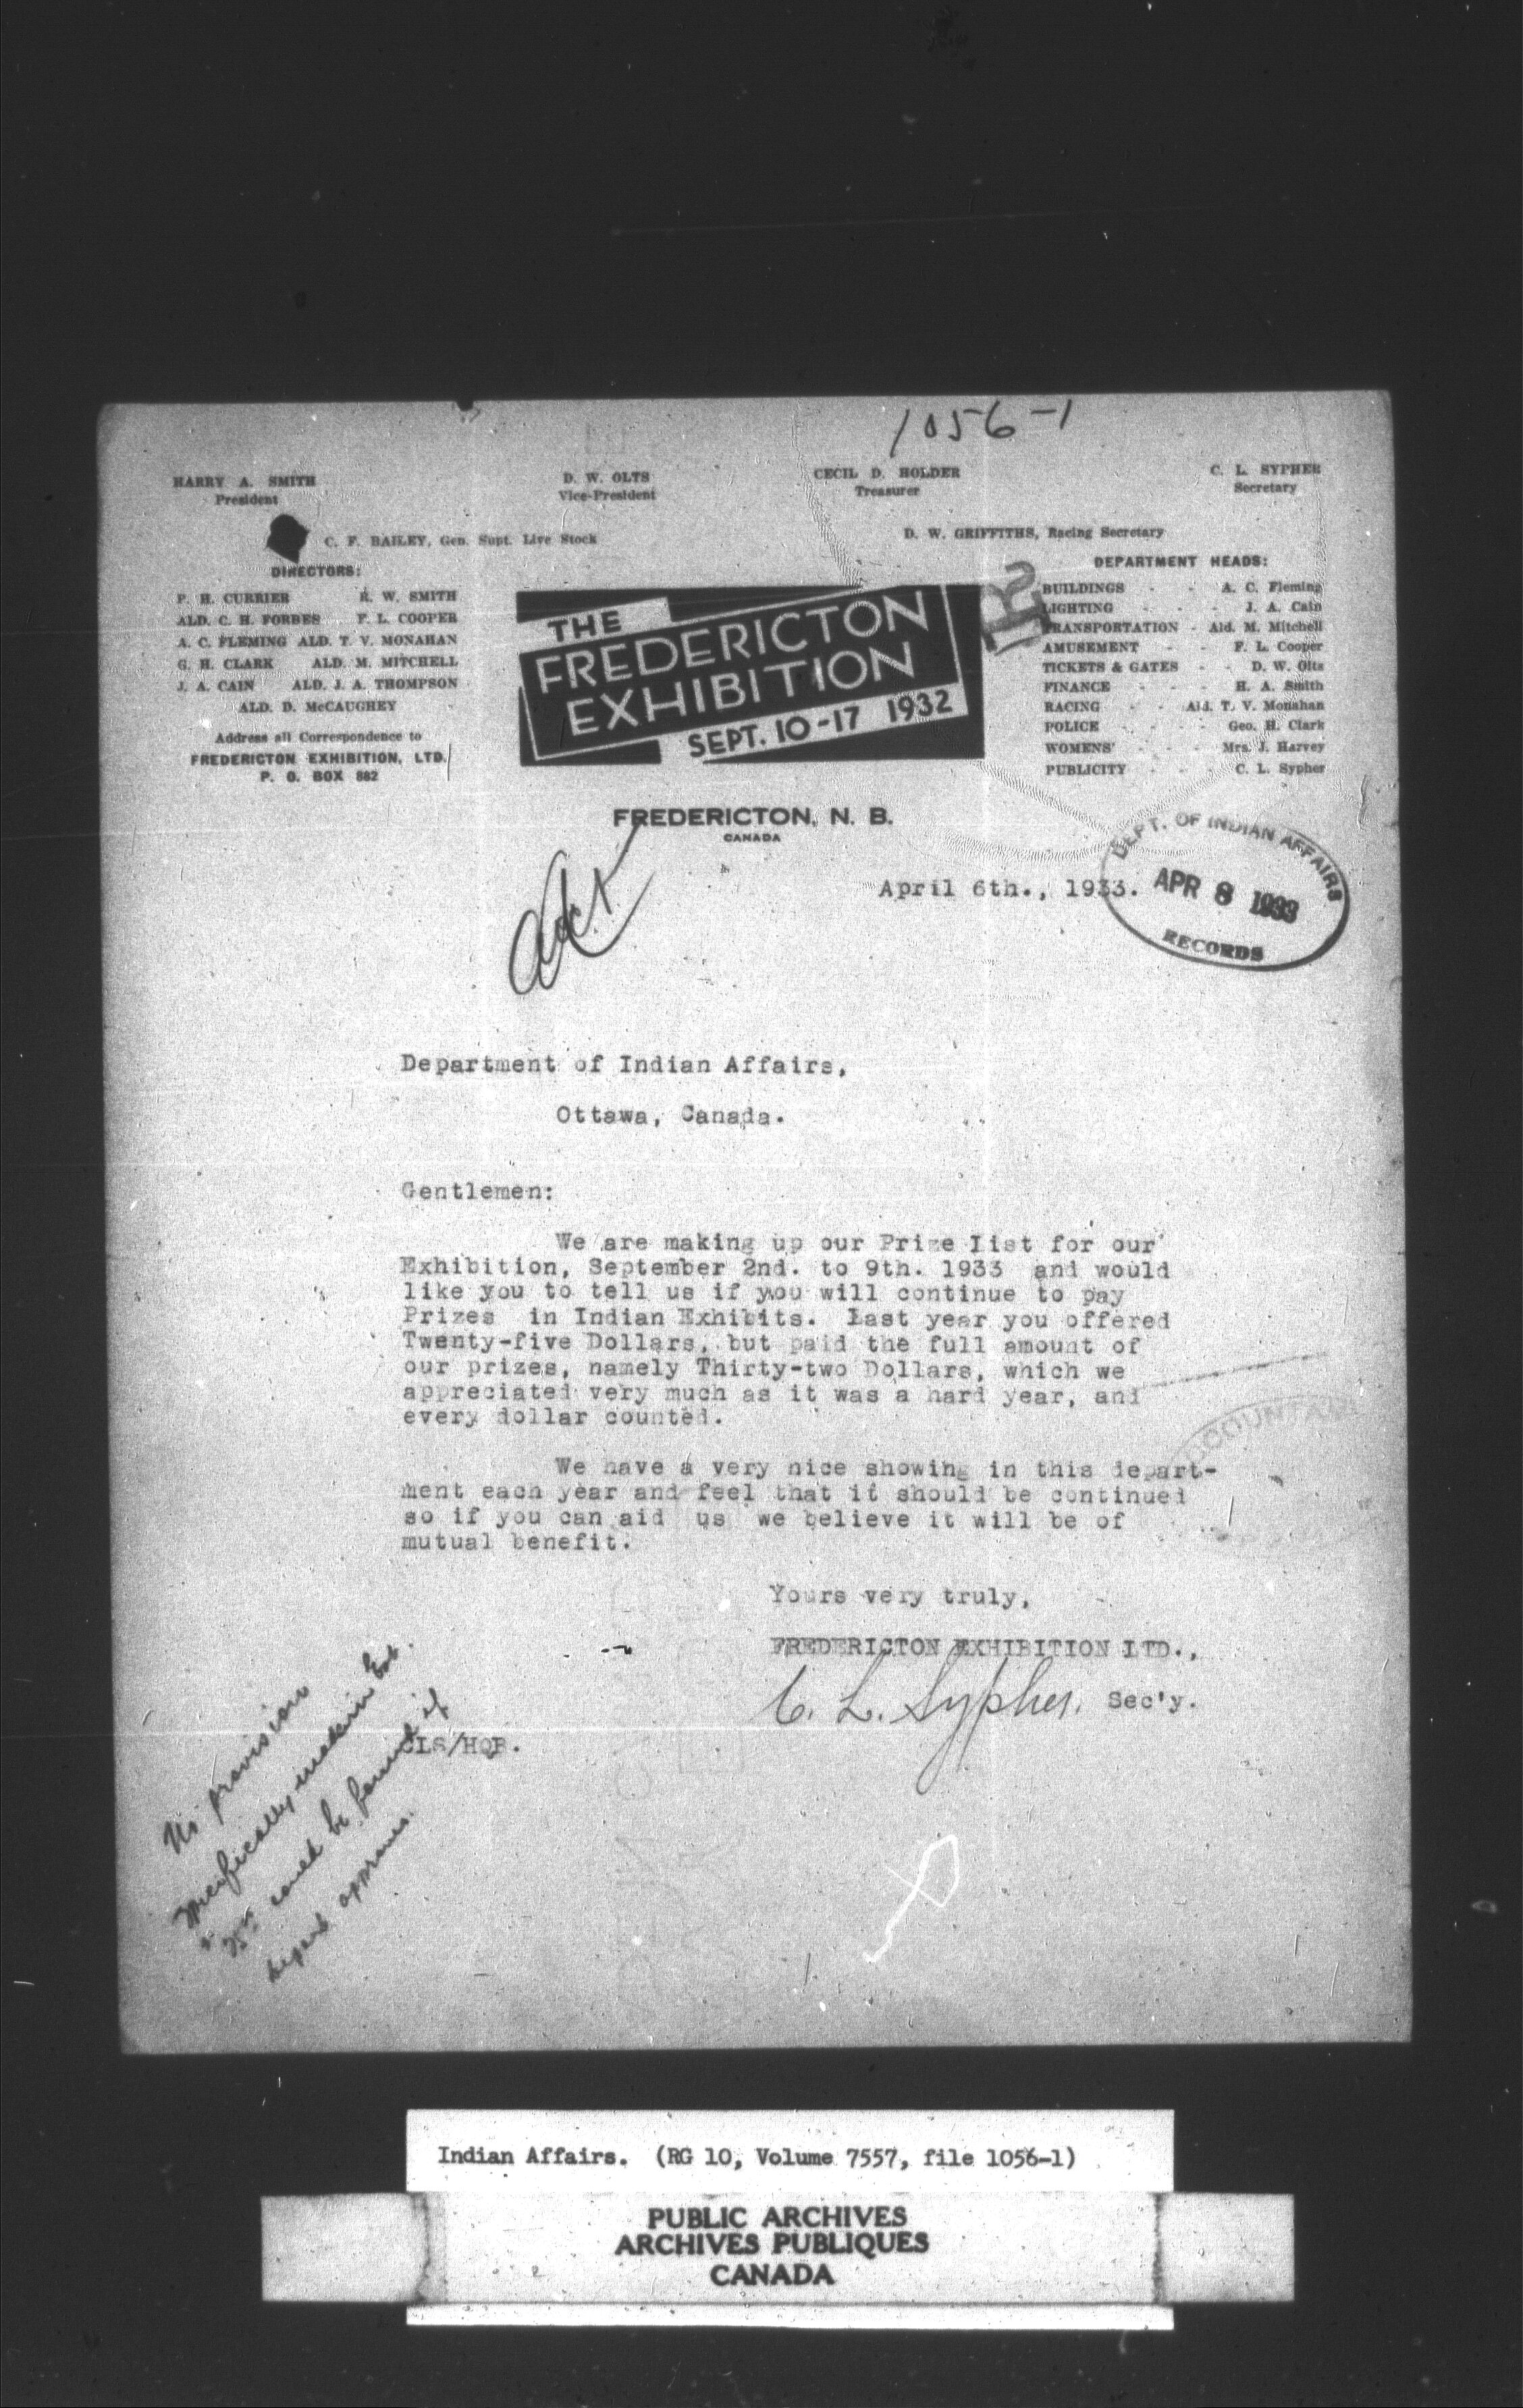 1056-1
HARRY A. SMITH
President
D. W. OLTS
Vice-President
CECIL D. HOLDER
Treasurer
C. L. SYPHER
Secretary
C. F. BAILEY, Gen. Supt. Live Stock
D. W. GRIFFITHS, Racing Secretary
DIRECTORS:
P. H. CURRIER R. W. SMITH
ALD. C. H. FORBES F. L. COOPER
A. C. FLEMING ALD. T. V. MONAHAN
G. H. CLARK ALD. M. MITCHELL
J. A. CAIN ALD. J. A. THOMPSON
ALD. D. McCAUGHEY
Address all Correspondence to
FREDERICTON EXHIBITION, LTD.
P. O. BOX 882
THE
FREDERICTON
EXHIBITION
SEPT. 10-17 1932
DEPARTMENT HEADS:
BUILDINGS - - A. C. Fleming
LIGHTING - - - J. A. Cain
TRANSPORTATION - Ald. M. Mitchell
AMUSEMENT - - F. L. Cooper
TICKETS & GATES - - D. W. Olts
FINANCE - - - H. A. Smith
RACING - - Ald. T. V. Monahan
POLICE - - - Geo. H. Clark
WOMENS' - - - Mrs. J. Harvey
PUBLICITY - - - C. L. Sypher
FREDERICTON, N. B.
CANADA
April 6th., 1933.
DEPT. OF INDIAN AFFAIRS
APR 8 1933
RECORDS
Department of Indian Affairs,
Ottawa, Canada.
Gentlemen:
We are making up our Prize List for our
Exhibition, September 2nd. to 9th. 1933 and would
like you to tell us if you will continue to pay
Prizes in Indian Exhibits. Last year you offered
Twenty-five Dollars, but paid the full amount of
our prizes, namely Thirty-two Dollars, which we
appreciated very much as it was a hard year, and
every dollar counted.
We have a very nice showing in this depart-
ment each year and feel that it should be continued
so if you can aid us we believe it will be of
mutual benefit.
Yours very truly,
FREDERICTON EXHIBITION LTD.,
C. L. Sypher. Sec'y.
CLS/HQB.
No provision
specifically made in Est.
could be found if
approves.
Indian Affairs. (RG 10, Volume 7557, file 1056-1)
PUBLIC ARCHIVES
ARCHIVES PUBLIQUES
CANADA